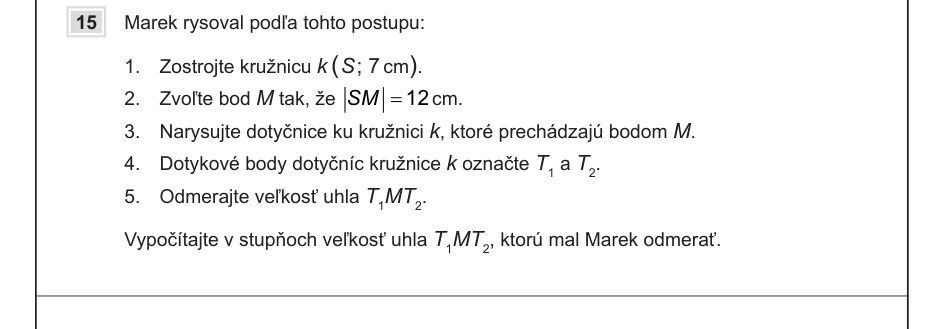 15 Marek rysoval podľa tohto postupu:
1. Zostrojte kružnicu k (S; 7 cm).
2. Zvoľte bod M tak, že |SM| = 12 cm.
3. Narysujte dotyčnice ku kružnici k, ktoré prechádzajú bodom M.
4. Dotykové body dotyčníc kružnice k označte T₁ a T₂.
5. Odmerajte veľkosť uhla T₁MT₂.
Vypočítajte v stupňoch veľkosť uhla T₁MT₂, ktorú mal Marek odmerať.